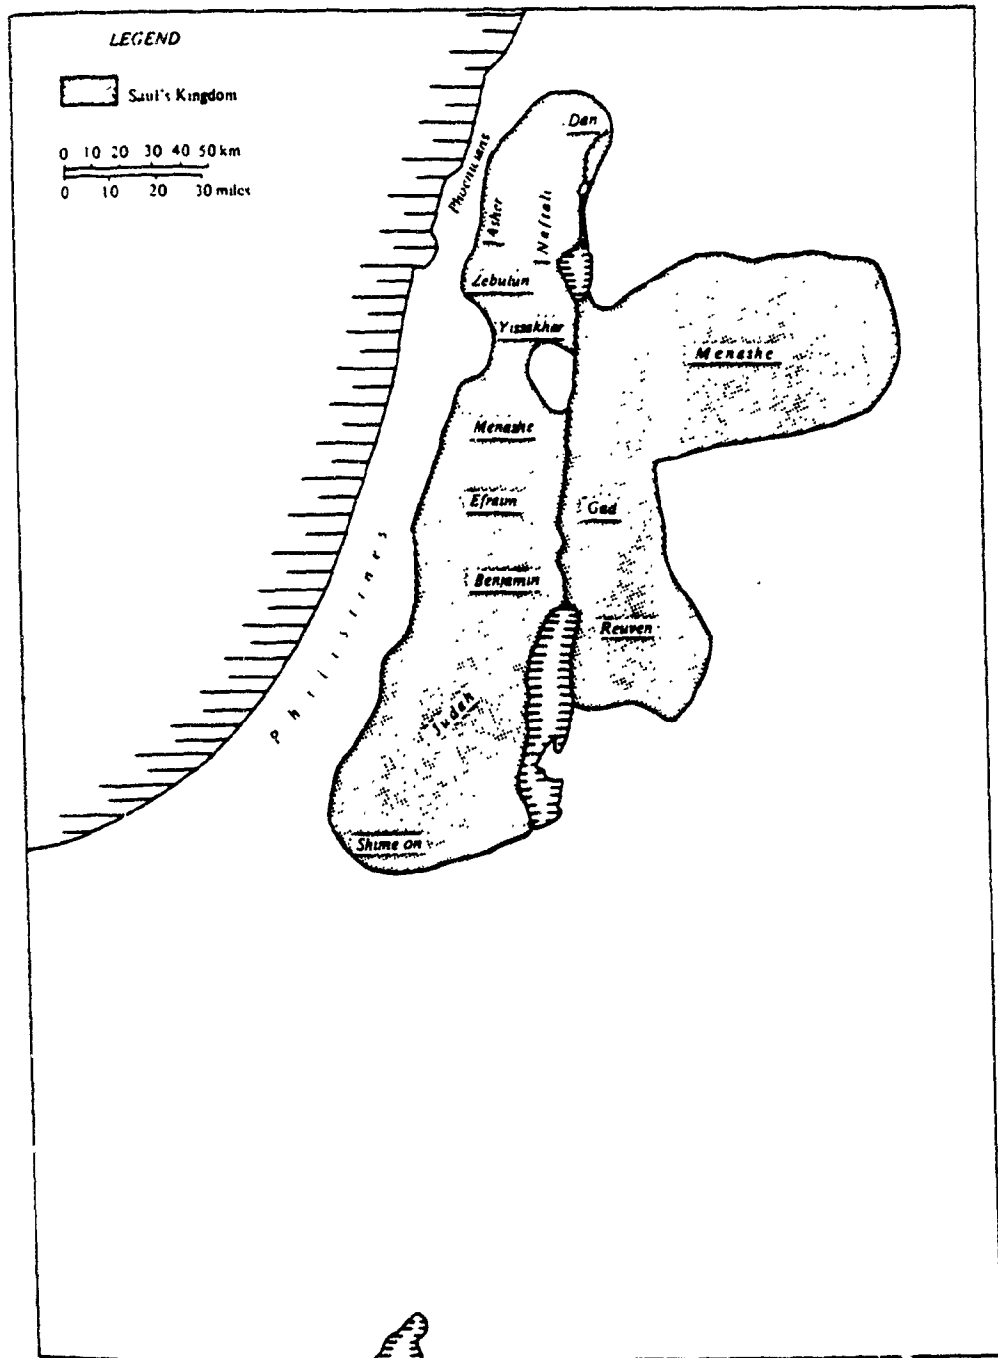 LEGEND
Saul's Kingdom
0 10 20 30 40 50 km
0 10 20 30 miles
Dan
Phoenicians
Asher
Naftali
Zebulun
Yissakhar
Menashe
Menashe
Efraim
Gad
Benjamin
Reuven
Philistines
Judah
Shime on